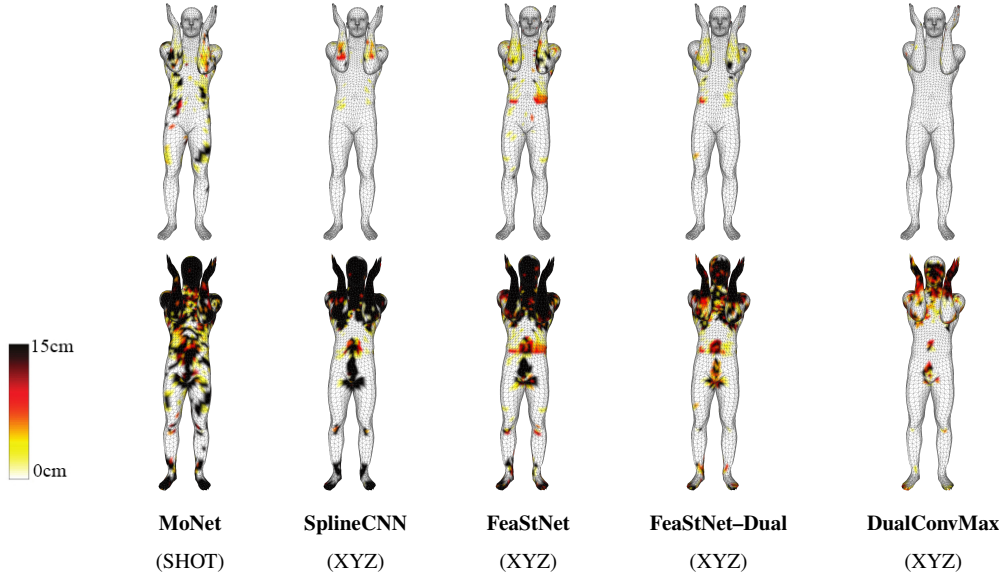 15cm
0cm
MoNet SplineCNN FeaStNet FeaStNet–Dual DualConvMax
(SHOT) (XYZ) (XYZ) (XYZ) (XYZ)